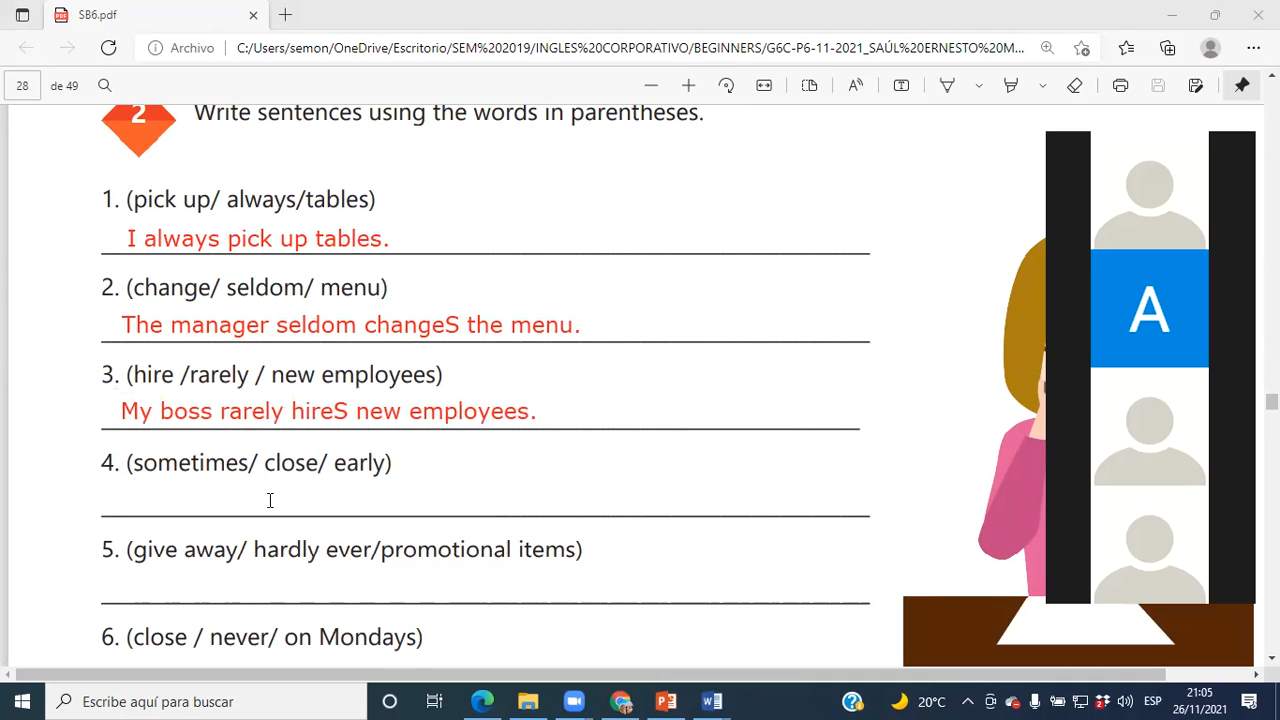 SB6.pdf
Archivo C:/Users/semon/OneDrive/Escritorio/SEM%202019/INGLES%20CORPORATIVO/BEGINNERS/G6C-P6-11-2021_SAÚL%20ERNESTO%20M...
28 de 49
2 Write sentences using the words in parentheses.
1. (pick up/ always/tables)
I always pick up tables.
2. (change/ seldom/ menu)
The manager seldom changeS the menu.
3. (hire /rarely / new employees)
My boss rarely hireS new employees.
4. (sometimes/ close/ early)
5. (give away/ hardly ever/promotional items)
6. (close / never/ on Mondays)
A
Escribe aquí para buscar
20°C
ESP
21:05
26/11/2021